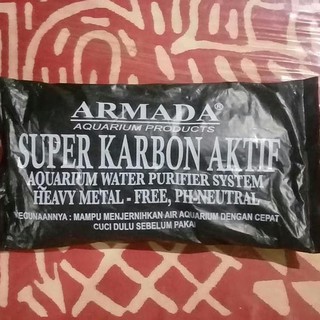 ARMADA®
AQUARIUM PRODUCTS
SUPER KARBON AKTIF
AQUARIUM WATER PURIFIER SYSTEM
HEAVY METAL - FREE, PH-NEUTRAL
KEGUNAANNYA : MAMPU MENJERNIHKAN AIR AQUARIUM DENGAN CEPAT
CUCI DULU SEBELUM PAKAI